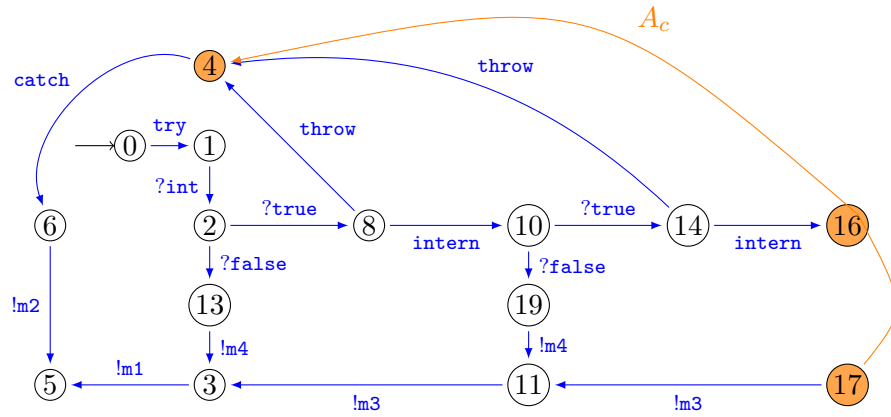 A_c
4
throw
catch
try
throw
0
1
?int
?true
?true
6
2
8
10
14
16
intern
intern
?false
?false
!m2
13
19
!m4
!m4
!m1
5
3
11
17
!m3
!m3